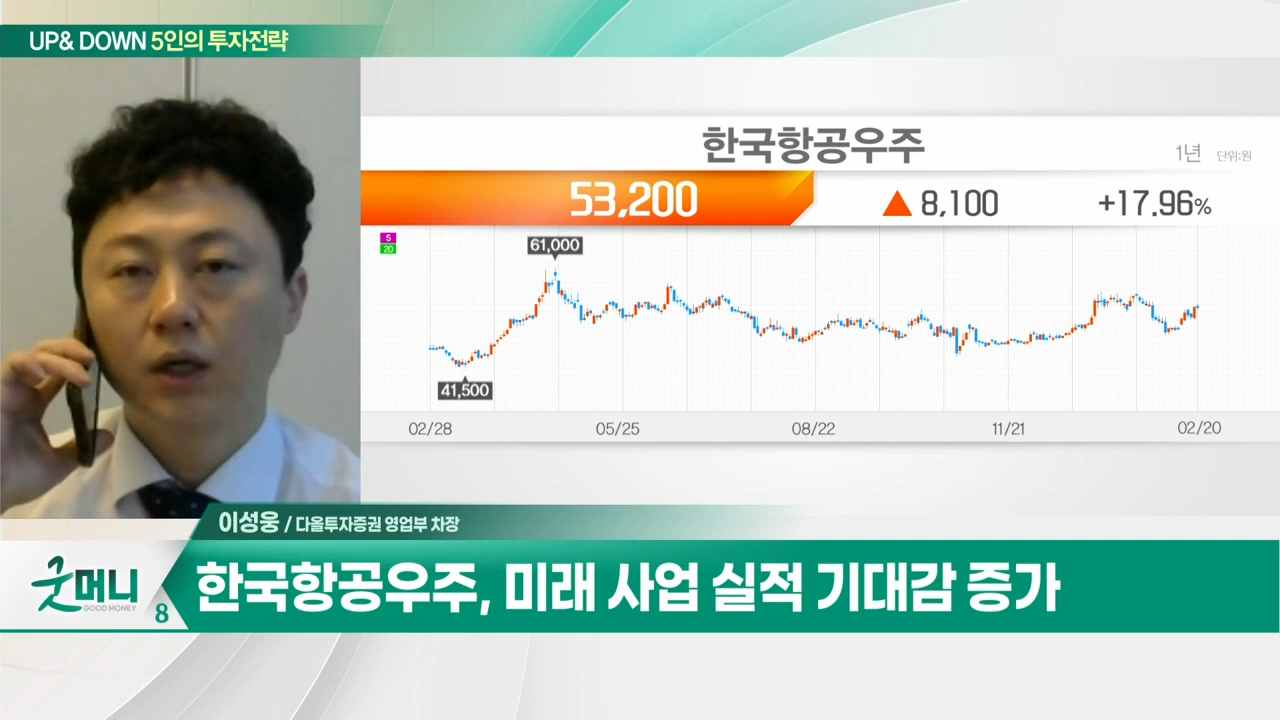 UP& DOWN 5인의 투자전략
한국항공우주
1년 단위:원
53,200 ▲ 8,100 +17.96%
5
20
61,000
41,500
02/28 05/25 08/22 11/21 02/20
이성웅 / 다올투자증권 영업부 차장
굿머니
GOOD MONEY
8
한국항공우주, 미래 사업 실적 기대감 증가